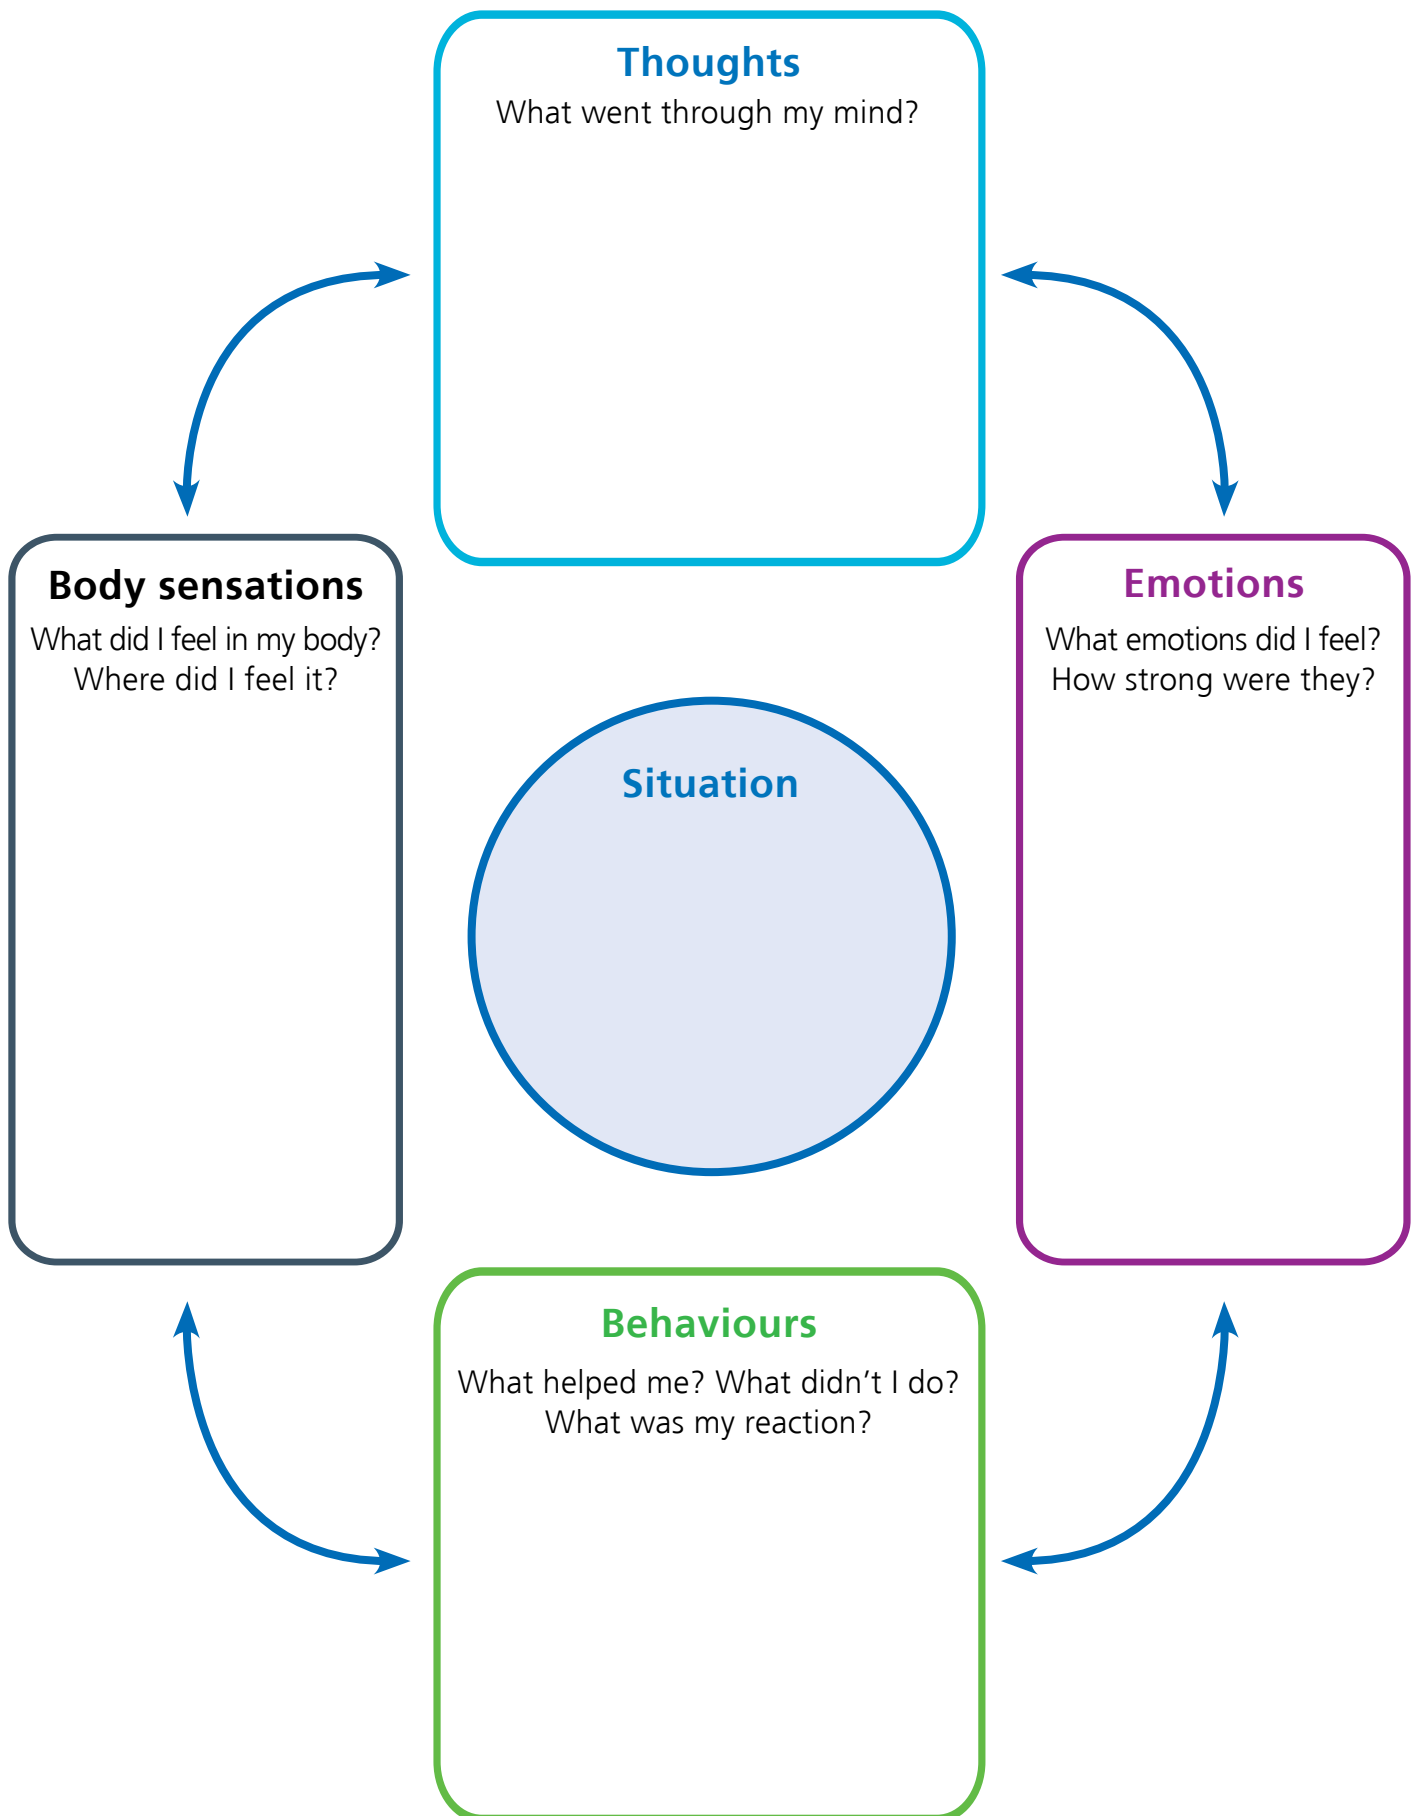 Thoughts
What went through my mind?
Body sensations
What did I feel in my body?
Where did I feel it?
Emotions
What emotions did I feel?
How strong were they?
Situation
Behaviours
What helped me? What didn’t I do?
What was my reaction?